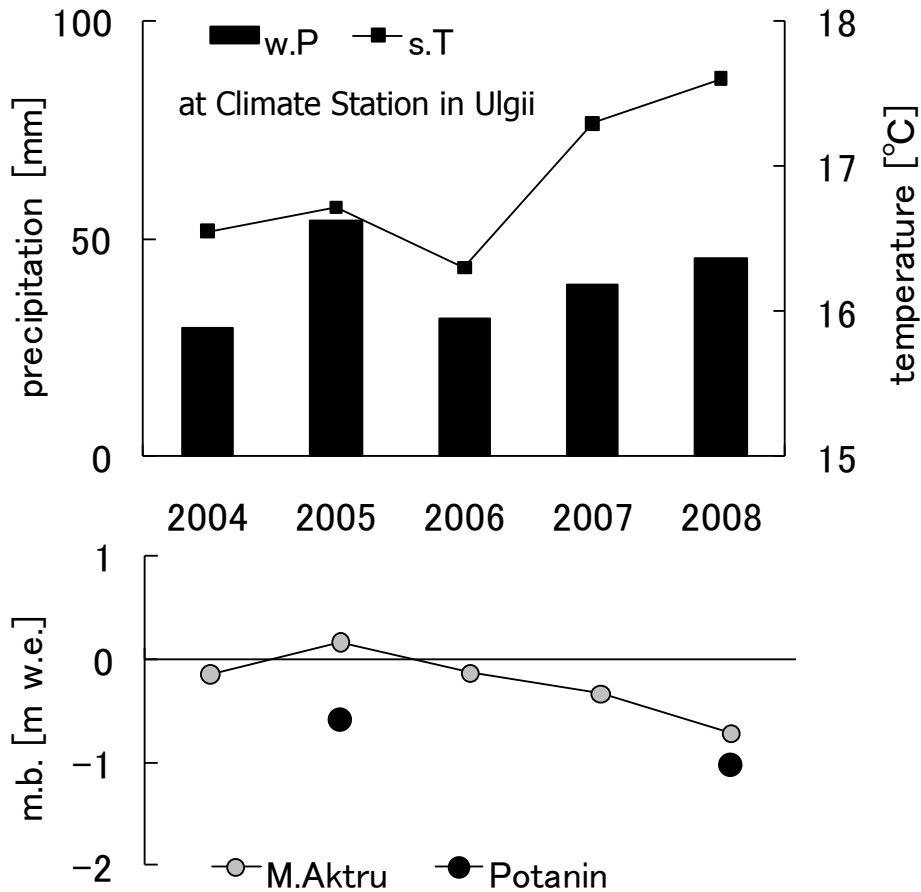 100
50
0
precipitation [mm]
w.P s.T
at Climate Station in Ulgii
18
17
16
15
temperature [°C]
2004 2005 2006 2007 2008
1
0
-1
-2
m.b. [m w.e.]
M.Aktru Potanin